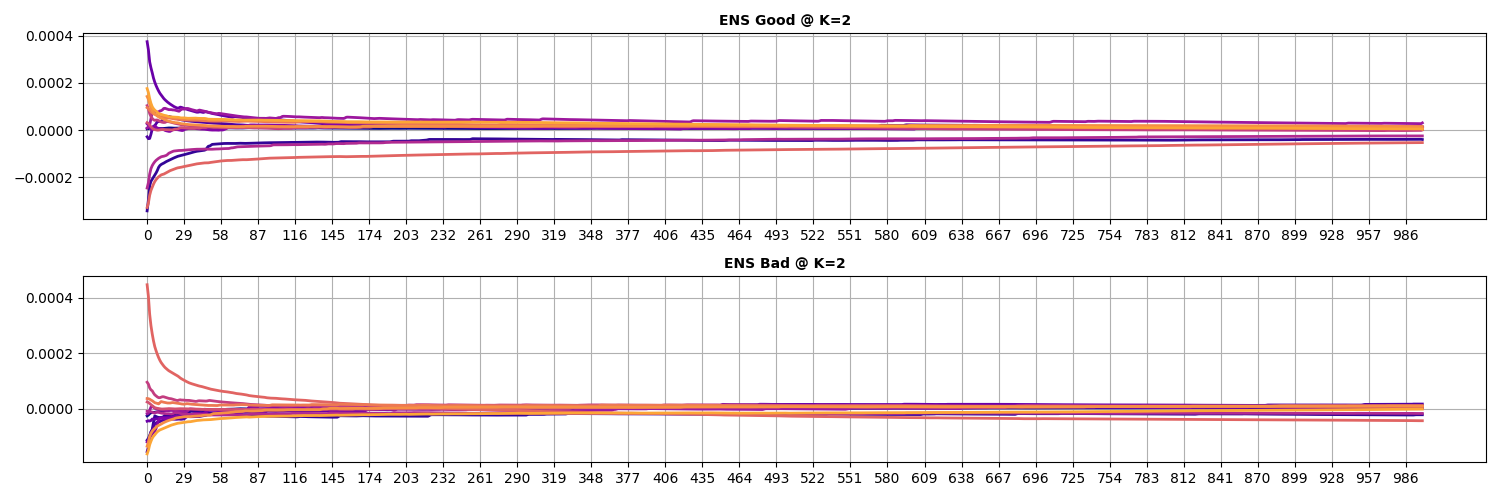 ENS Good @ K=2
0.0004
0.0002
0.0000
−0.0002
0 29 58 87 116 145 174 203 232 261 290 319 348 377 406 435 464 493 522 551 580 609 638 667 696 725 754 783 812 841 870 899 928 957 986
ENS Bad @ K=2
0.0004
0.0002
0.0000
0 29 58 87 116 145 174 203 232 261 290 319 348 377 406 435 464 493 522 551 580 609 638 667 696 725 754 783 812 841 870 899 928 957 986